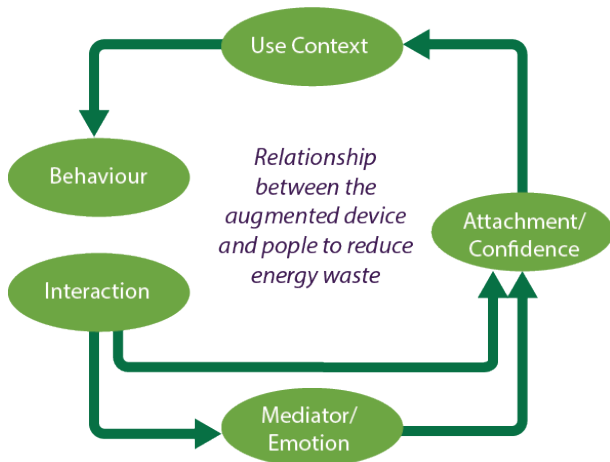 Use Context
Behaviour
Relationship
between the
augmented device
and pople to reduce
energy waste
Attachment/
Confidence
Interaction
Mediator/
Emotion